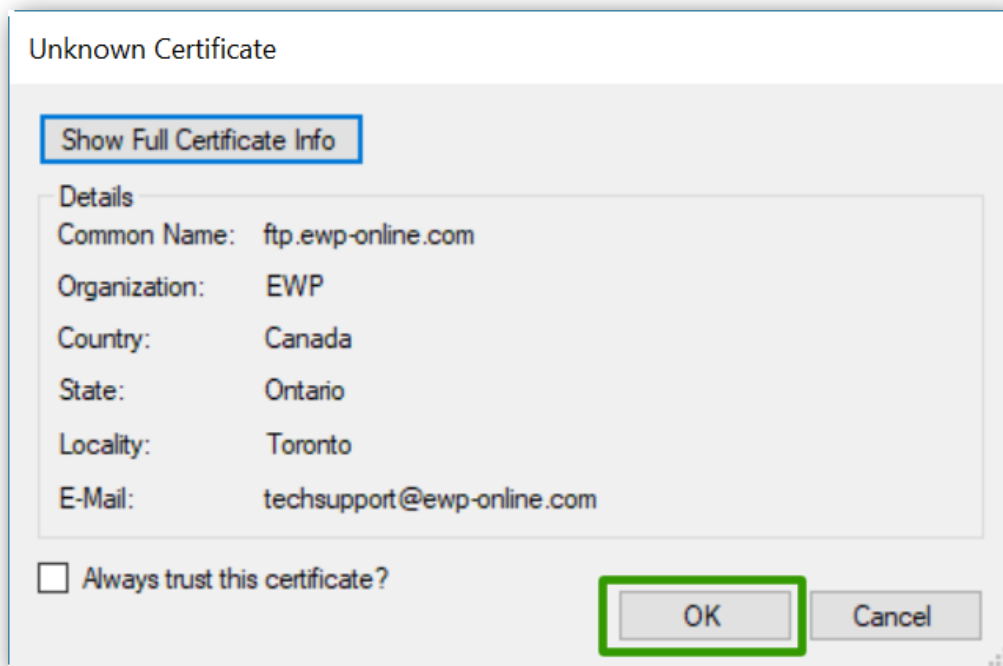 Unknown Certificate
Show Full Certificate Info
Details
Common Name: ftp.ewp-online.com
Organization: EWP
Country: Canada
State: Ontario
Locality: Toronto
E-Mail: techsupport@ewp-online.com
Always trust this certificate?
OK Cancel